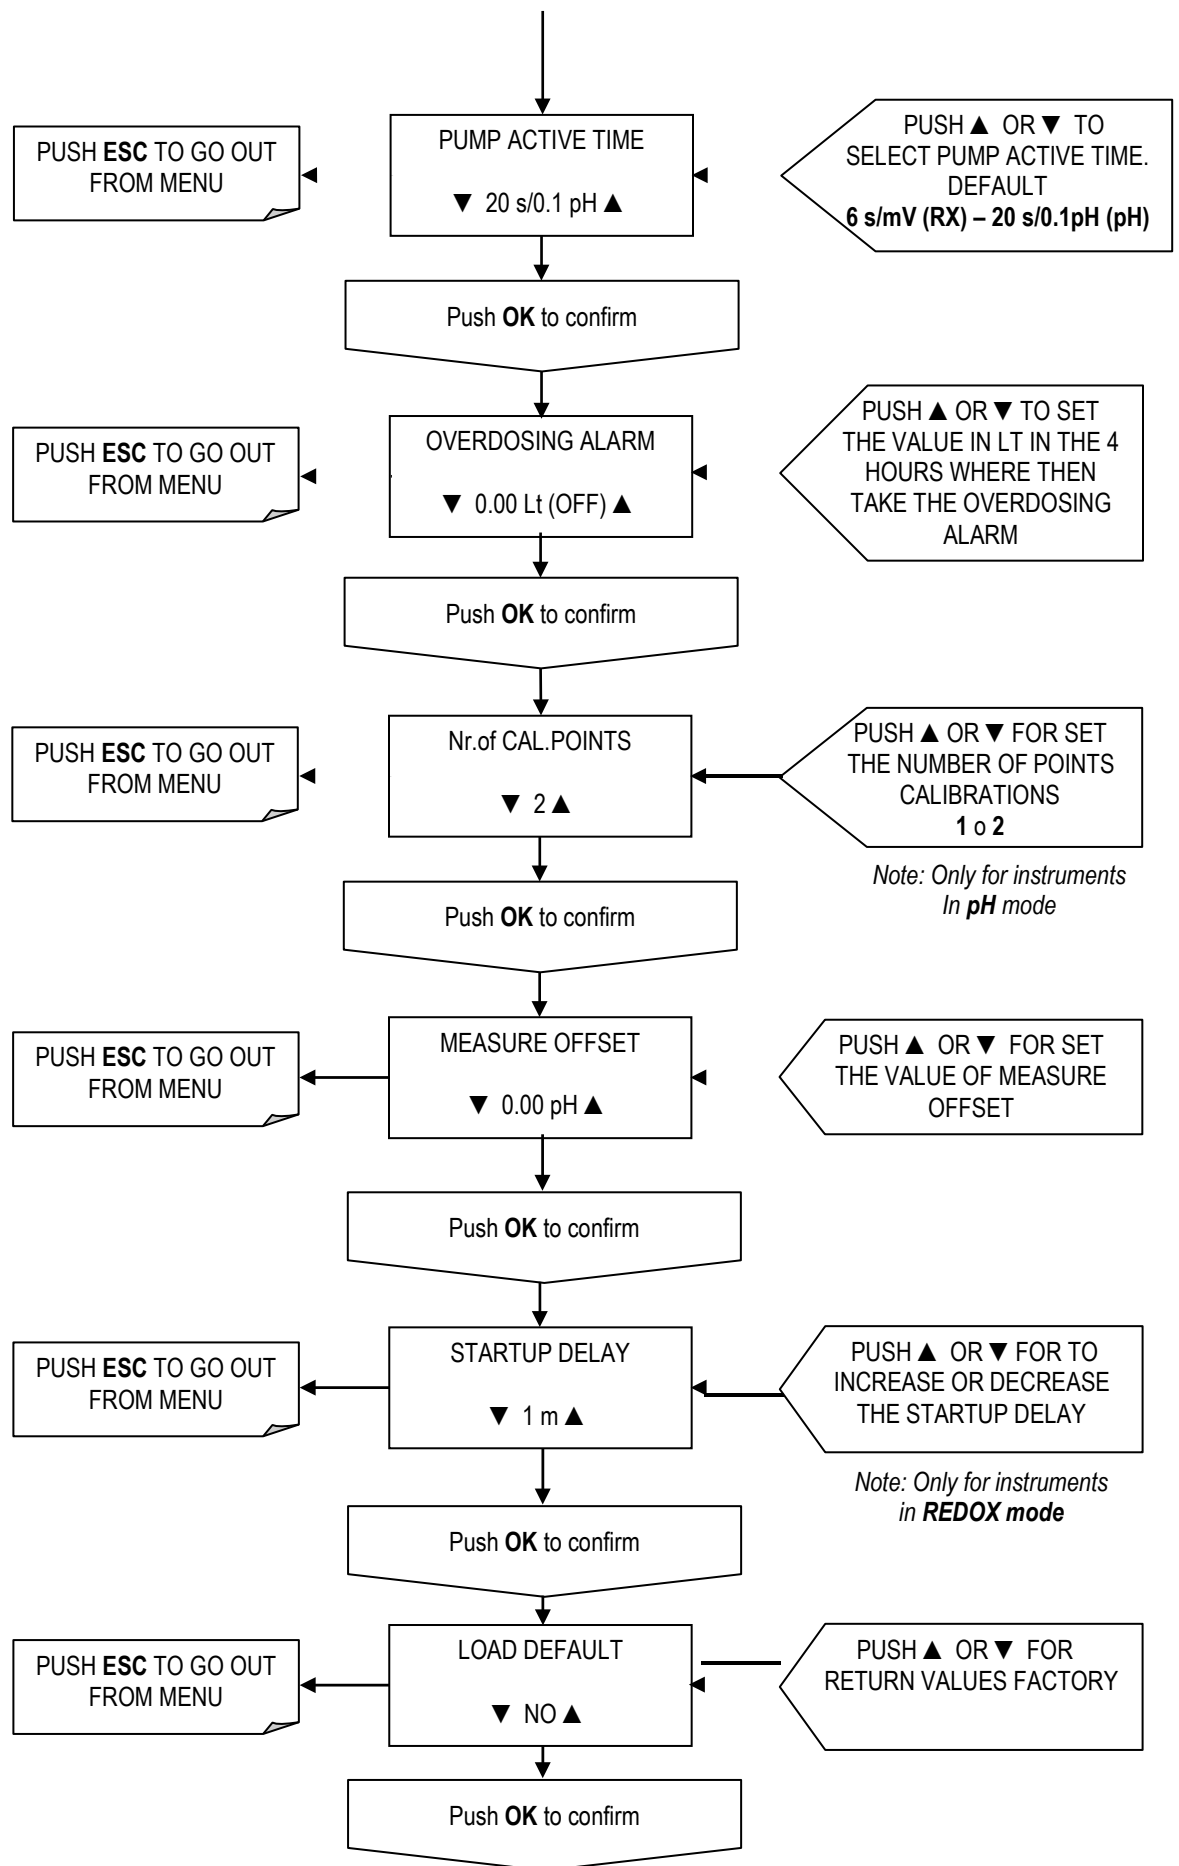 PUSH ESC TO GO OUT
FROM MENU
PUMP ACTIVE TIME
▼ 20 s/0.1 pH ▲
PUSH ▲ OR ▼ TO
SELECT PUMP ACTIVE TIME.
DEFAULT
6 s/mV (RX) – 20 s/0.1pH (pH)
Push OK to confirm
PUSH ESC TO GO OUT
FROM MENU
OVERDOSING ALARM
▼ 0.00 Lt (OFF) ▲
PUSH ▲ OR ▼ TO SET
THE VALUE IN LT IN THE 4
HOURS WHERE THEN
TAKE THE OVERDOSING
ALARM
Push OK to confirm
PUSH ESC TO GO OUT
FROM MENU
Nr.of CAL.POINTS
▼ 2 ▲
PUSH ▲ OR ▼ FOR SET
THE NUMBER OF POINTS
CALIBRATIONS
1 o 2
Note: Only for instruments
In pH mode
Push OK to confirm
PUSH ESC TO GO OUT
FROM MENU
MEASURE OFFSET
▼ 0.00 pH ▲
PUSH ▲ OR ▼ FOR SET
THE VALUE OF MEASURE
OFFSET
Push OK to confirm
PUSH ESC TO GO OUT
FROM MENU
STARTUP DELAY
▼ 1 m ▲
PUSH ▲ OR ▼ FOR TO
INCREASE OR DECREASE
THE STARTUP DELAY
Note: Only for instruments
in REDOX mode
Push OK to confirm
PUSH ESC TO GO OUT
FROM MENU
LOAD DEFAULT
▼ NO ▲
PUSH ▲ OR ▼ FOR
RETURN VALUES FACTORY
Push OK to confirm